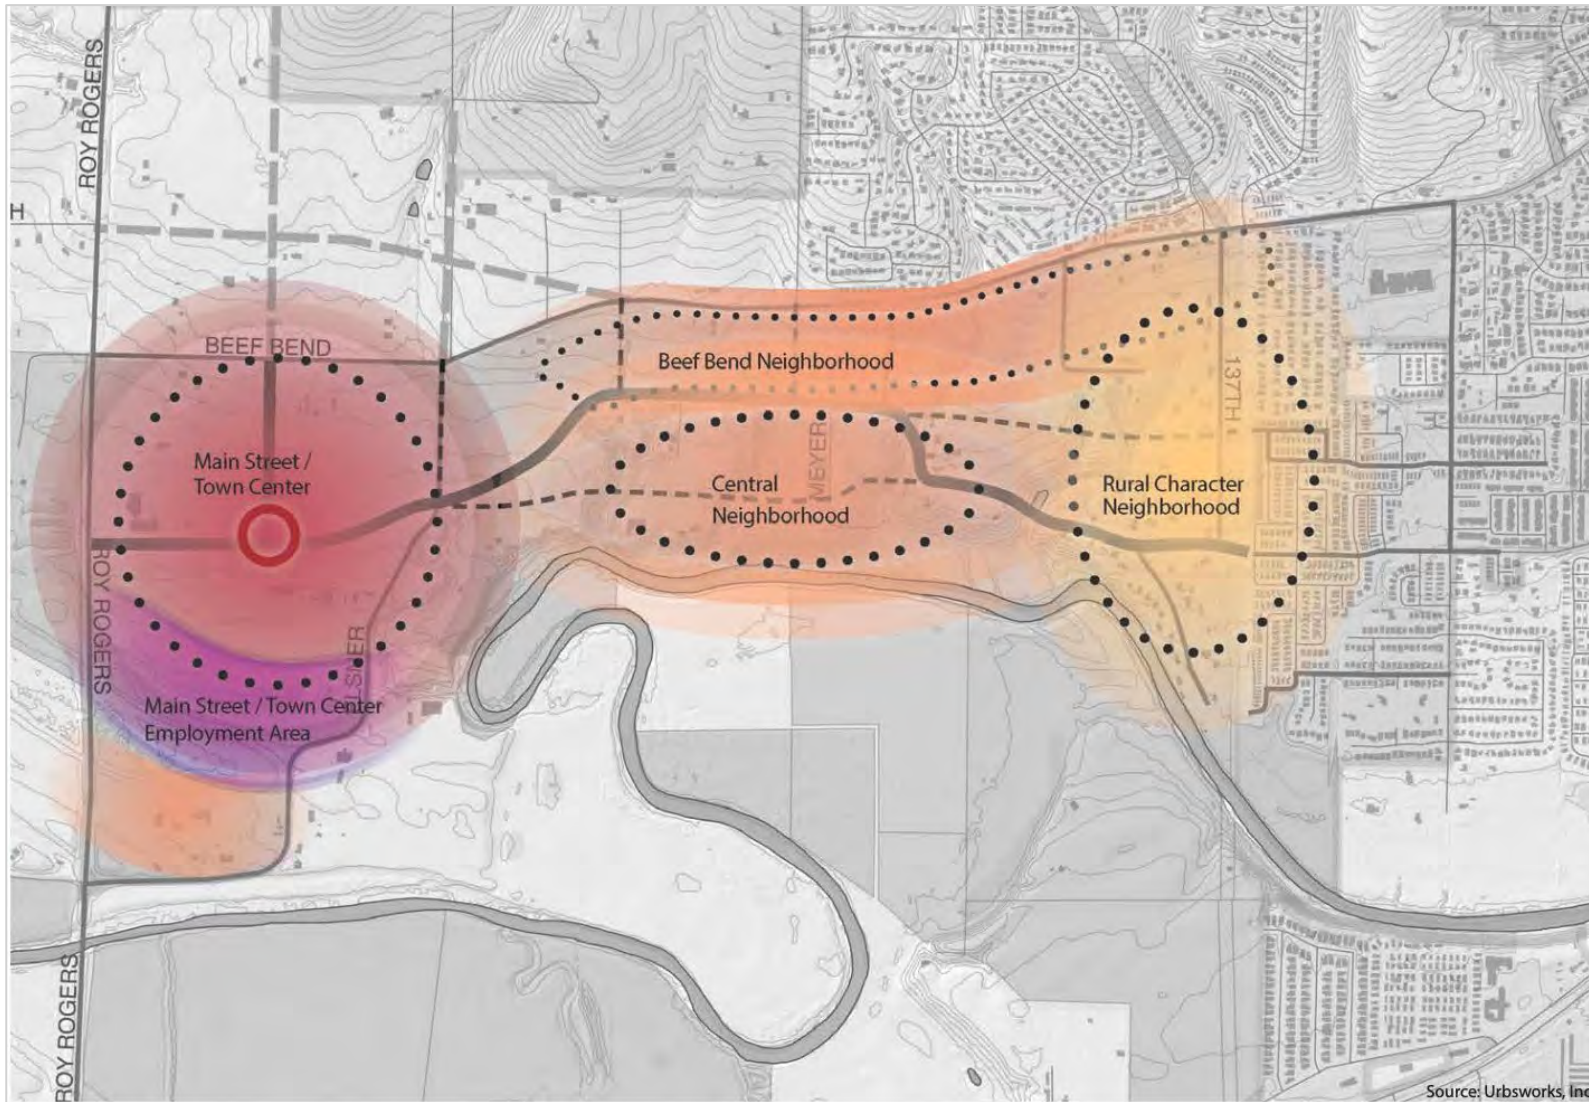 ROY ROGERS
H
BEEF BEND
Beef Bend Neighborhood
137TH
Main Street /
Town Center
MEYER
Central
Neighborhood
Rural Character
Neighborhood
ROY ROGERS
Main Street / Town Center
Employment Area
ROY ROGERS
Source: Urbsworks, Inc